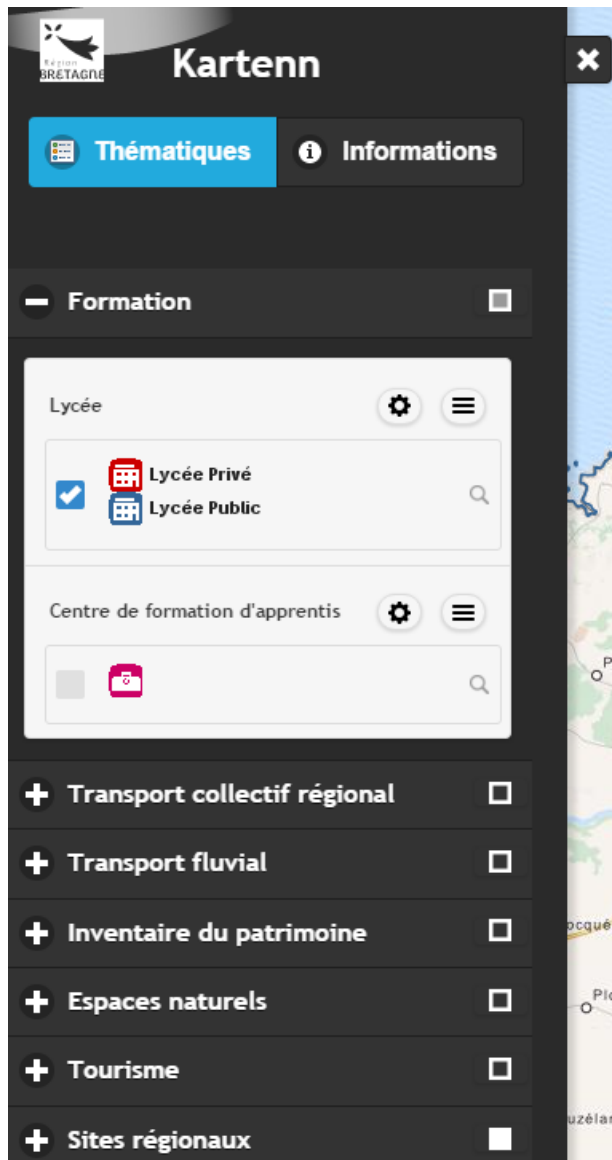 Région
BRETAGNE
Kartenn
Thématiques
Informations
Formation
Lycée
Lycée Privé
Lycée Public
Centre de formation d'apprentis
Transport collectif régional
Transport fluvial
Inventaire du patrimoine
Espaces naturels
Tourisme
Sites régionaux